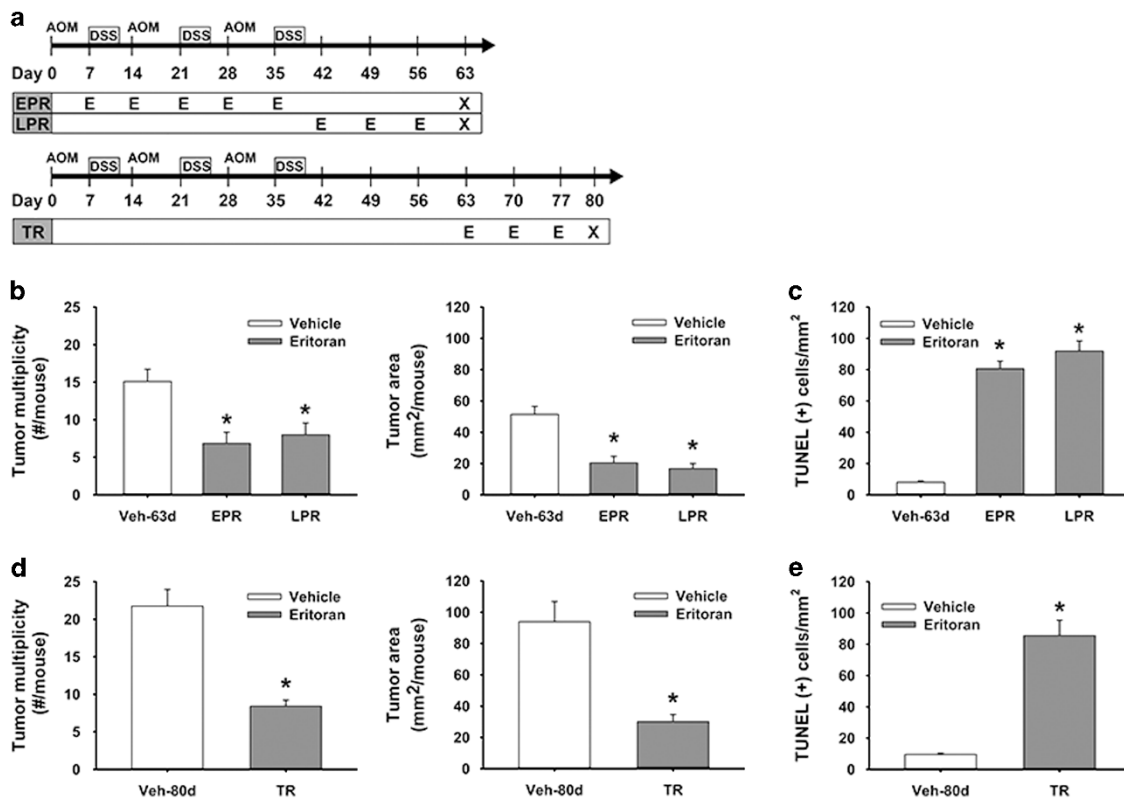 a
AOM DSS AOM DSS AOM DSS
Day 0 7 14 21 28 35 42 49 56 63
EPR E E E E E X
LPR E E E X
AOM DSS AOM DSS AOM DSS
Day 0 7 14 21 28 35 42 49 56 63 70 77 80
TR E E E X
b
Tumor multiplicity
(#/mouse)
25
20
15
10
5
0
Vehicle
Eritoran
* *
Veh-63d EPR LPR
Tumor area
(mm²/mouse)
120
100
80
60
40
20
0
Vehicle
Eritoran
* *
Veh-63d EPR LPR
c
TUNEL (+) cells/mm²
120
100
80
60
40
20
0
Vehicle
Eritoran
* *
Veh-63d EPR LPR
d
Tumor multiplicity
(#/mouse)
25
20
15
10
5
0
Vehicle
Eritoran
*
Veh-80d TR
Tumor area
(mm²/mouse)
120
100
80
60
40
20
0
Vehicle
Eritoran
*
Veh-80d TR
e
TUNEL (+) cells/mm²
120
100
80
60
40
20
0
Vehicle
Eritoran
*
Veh-80d TR